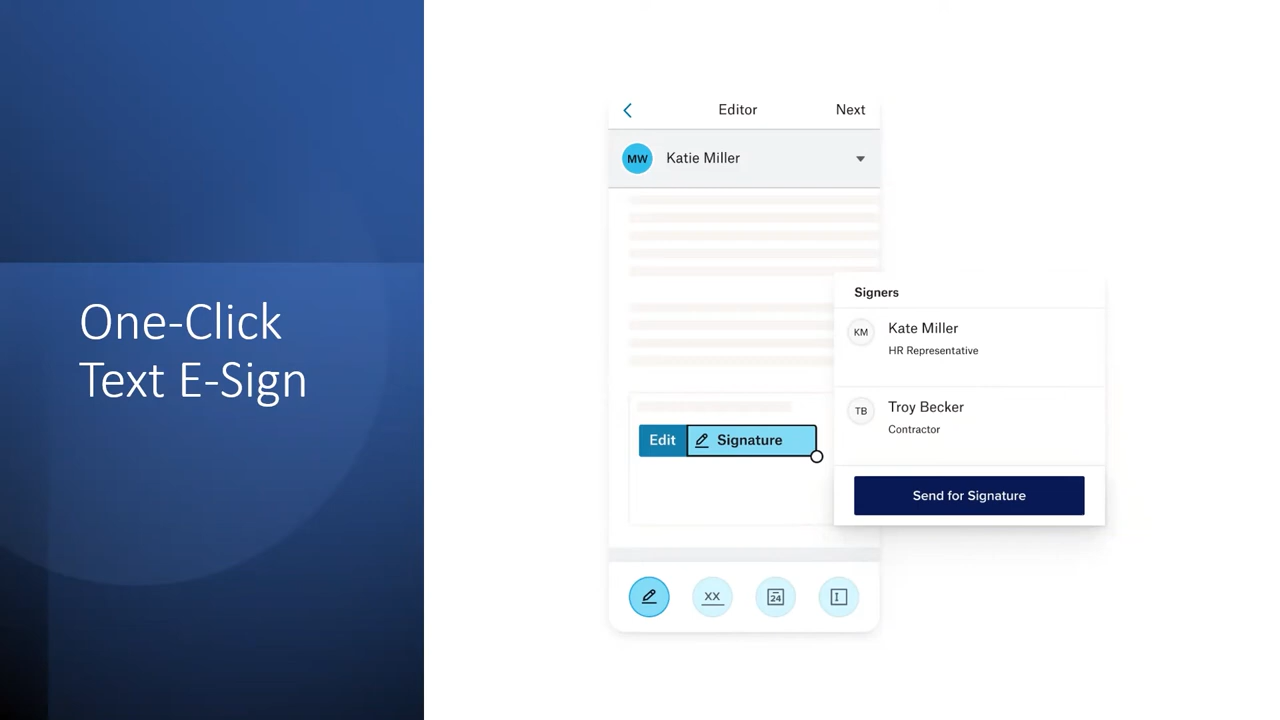 One-Click
Text E-Sign
Editor
Next
MW
Katie Miller
Edit
Signature
Signers
KM
Kate Miller
HR Representative
TB
Troy Becker
Contractor
Send for Signature
XX
24